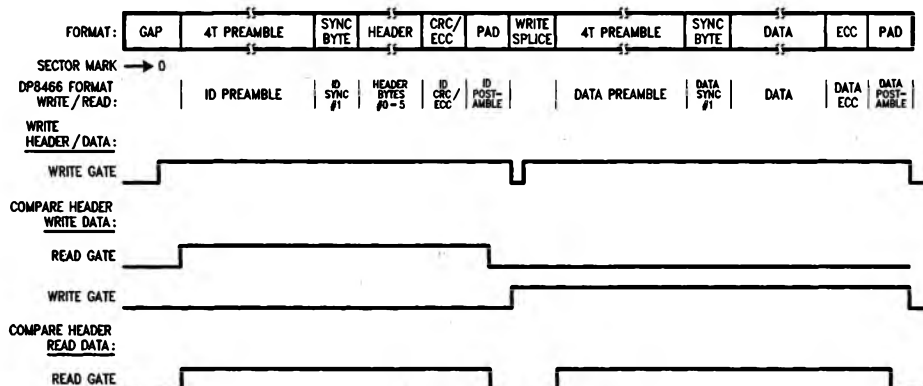 FORMAT: GAP 4T PREAMBLE SYNC BYTE HEADER CRC/ECC PAD WRITE SPLICE 4T PREAMBLE SYNC BYTE DATA ECC PAD
SECTOR MARK 0
DP8466 FORMAT WRITE/READ: ID PREAMBLE ID SYNC #1 HEADER BYTES #0-5 ID CRC/ECC ID POST-AMBLE DATA PREAMBLE DATA SYNC #1 DATA DATA ECC DATA POST-AMBLE
WRITE
HEADER/DATA:
WRITE GATE
COMPARE HEADER
WRITE DATA:
READ GATE
WRITE GATE
COMPARE HEADER
READ DATA:
READ GATE